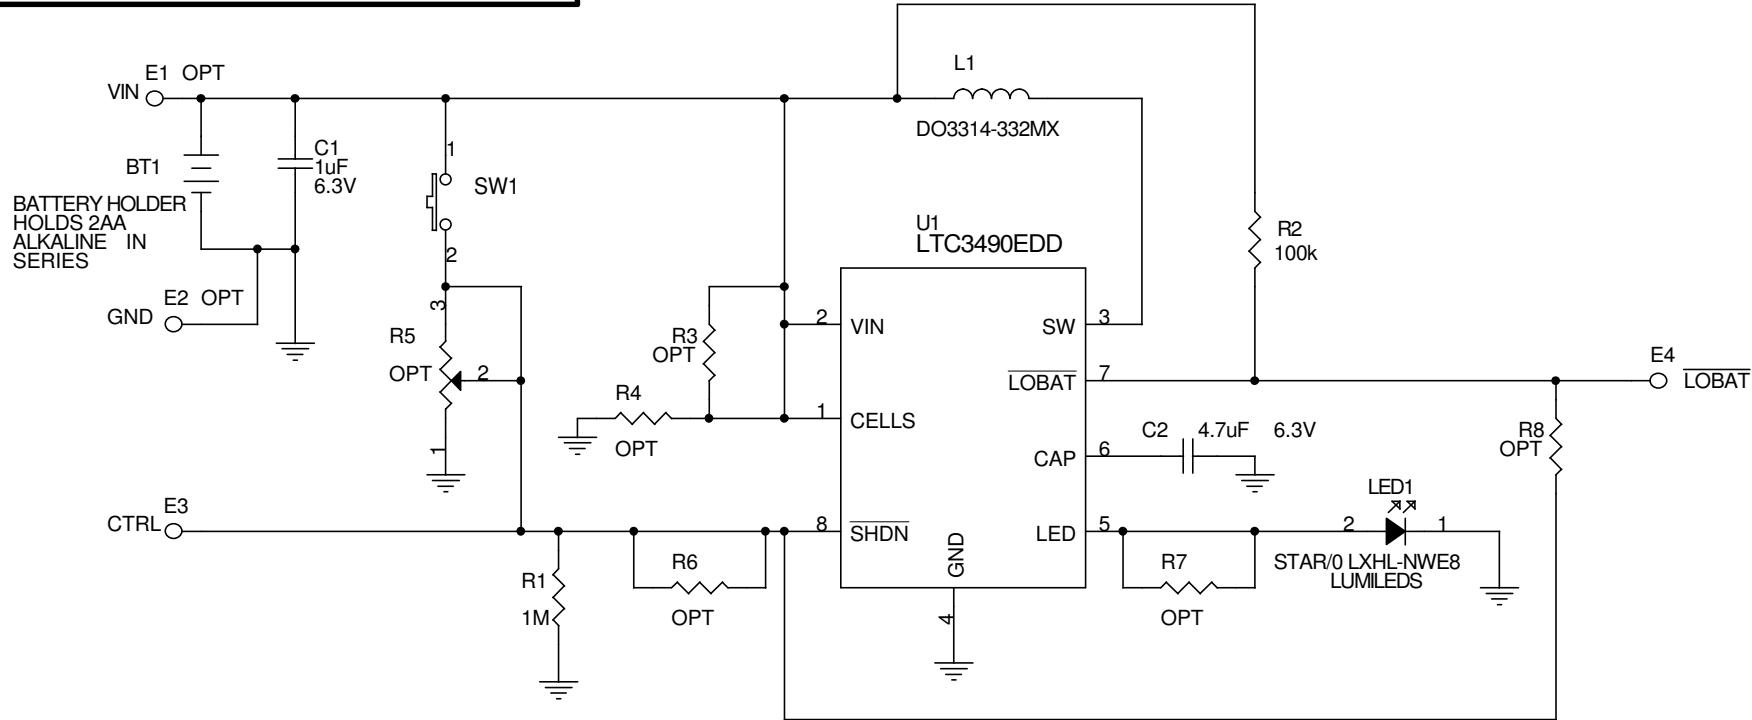 E1 OPT
VIN
L1
DO3314-332MX
BT1
C1
1uF
6.3V
BATTERY HOLDER
HOLDS 2AA
ALKALINE IN
SERIES
1
SW1
2
E2 OPT
GND
3
R5
OPT
2
1
R3
OPT
R4
OPT
U1
LTC3490EDD
2 VIN
SW 3
LOBAT 7
1 CELLS
CAP 6
8 SHDN
LED 5
GND
4
R2
100k
E4
LOBAT
C2 4.7uF 6.3V
R8
OPT
LED1
2 1
STAR/0 LXHL-NWE8
LUMILEDS
R7
OPT
E3
CTRL
R1
1M
R6
OPT